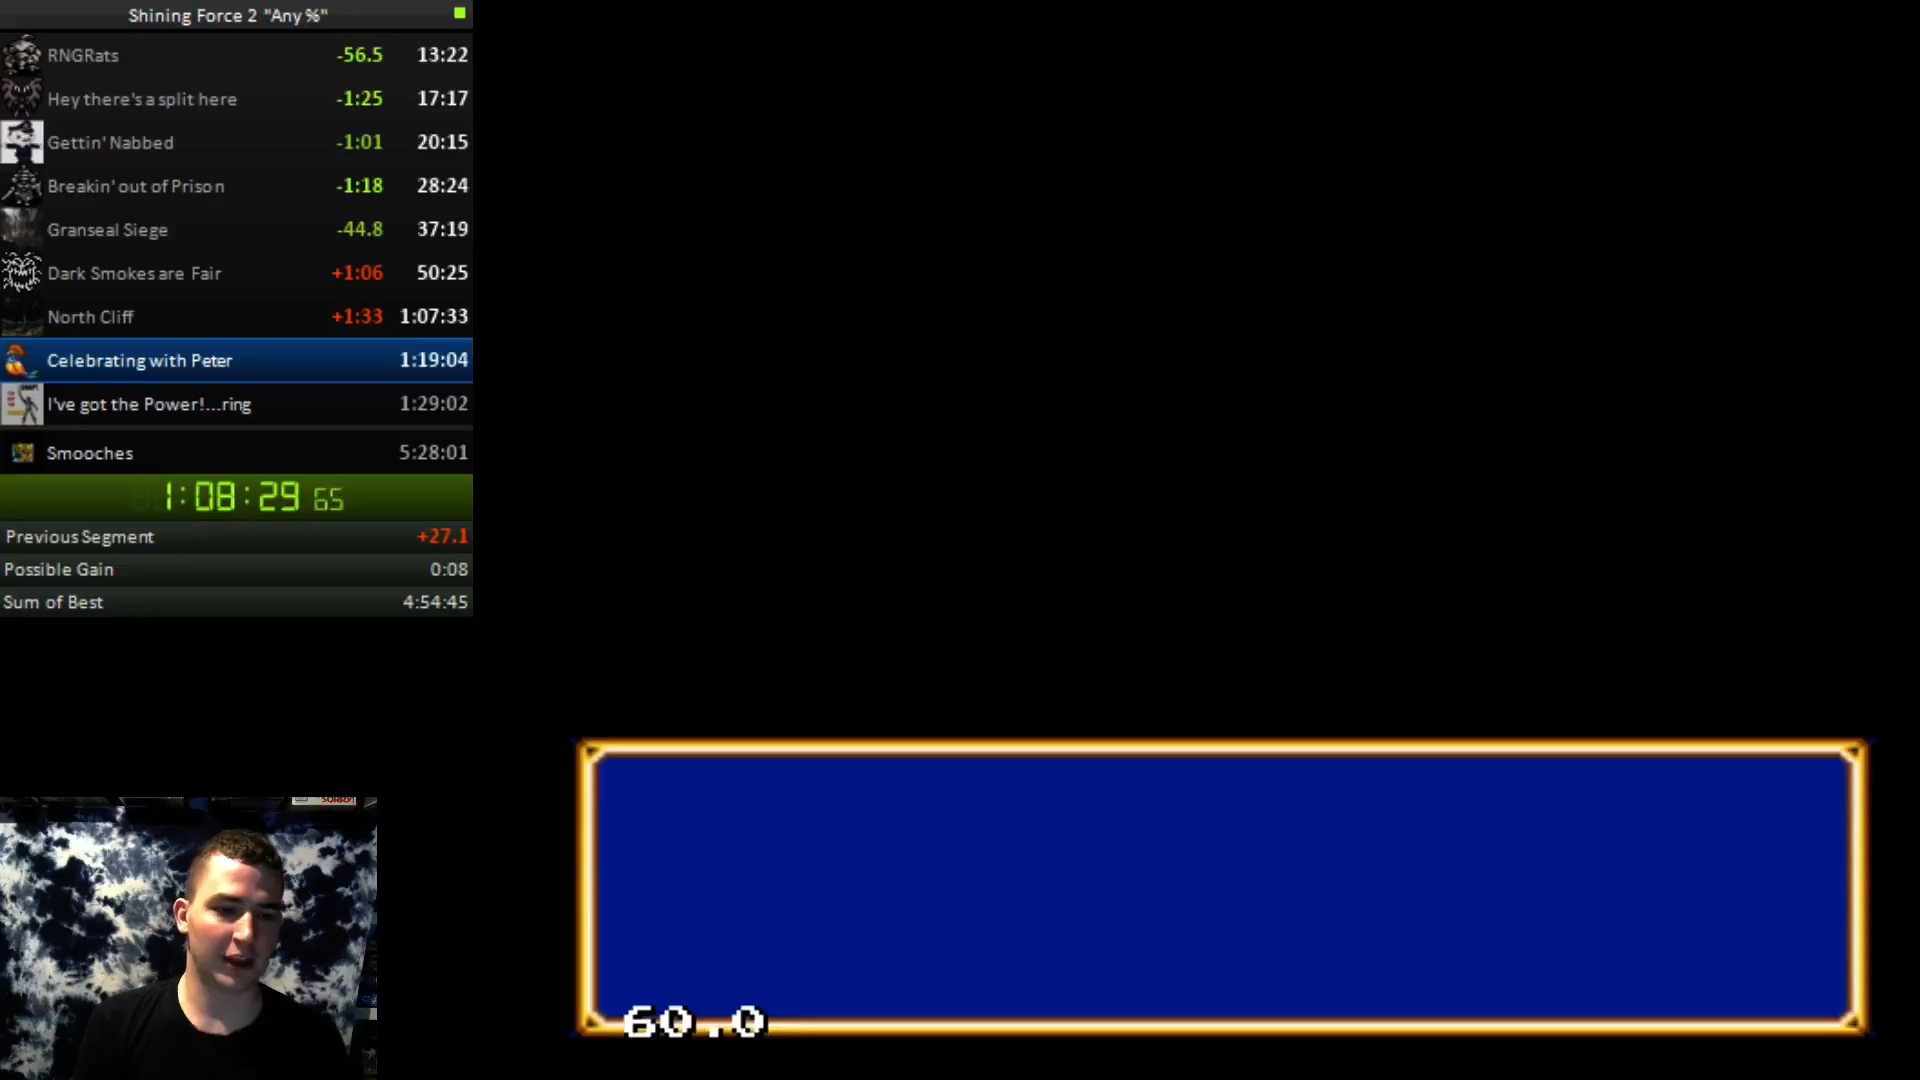 Shining Force 2 "Any%"
RNGRats -56.5 13:22
Hey there's a split here -1:25 17:17
Gettin' Nabbed -1:01 20:15
Breakin' out of Prison -1:18 28:24
Granseal Siege -44.8 37:19
Dark Smokes are Fair +1:06 50:25
North Cliff +1:33 1:07:33
Celebrating with Peter 1:19:04
I've got the Power!...ring 1:29:02
Smooches 5:28:01
1:08:29 65
Previous Segment +27.1
Possible Gain 0:08
Sum of Best 4:54:45
SORRY!
60.0